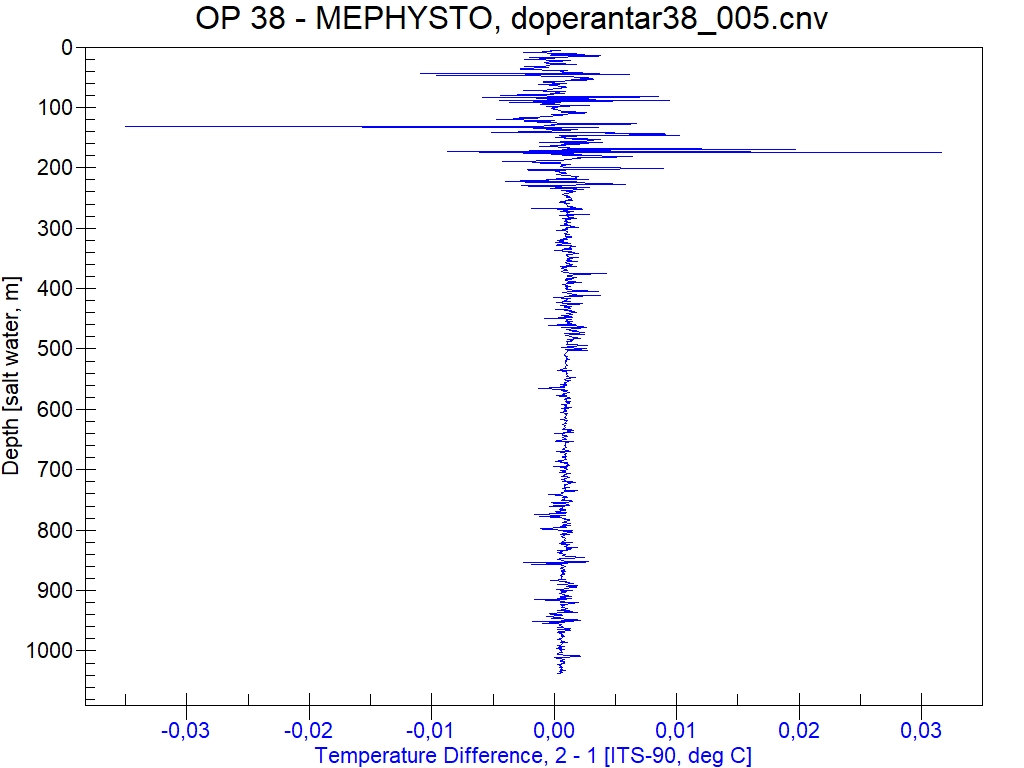 OP 38 - MEPHYSTO, doperantar38_005.cnv
0
100
200
300
400
500
600
700
800
900
1000
Depth [salt water, m]
-0,03 -0,02 -0,01 0,00 0,01 0,02 0,03
Temperature Difference, 2 - 1 [ITS-90, deg C]